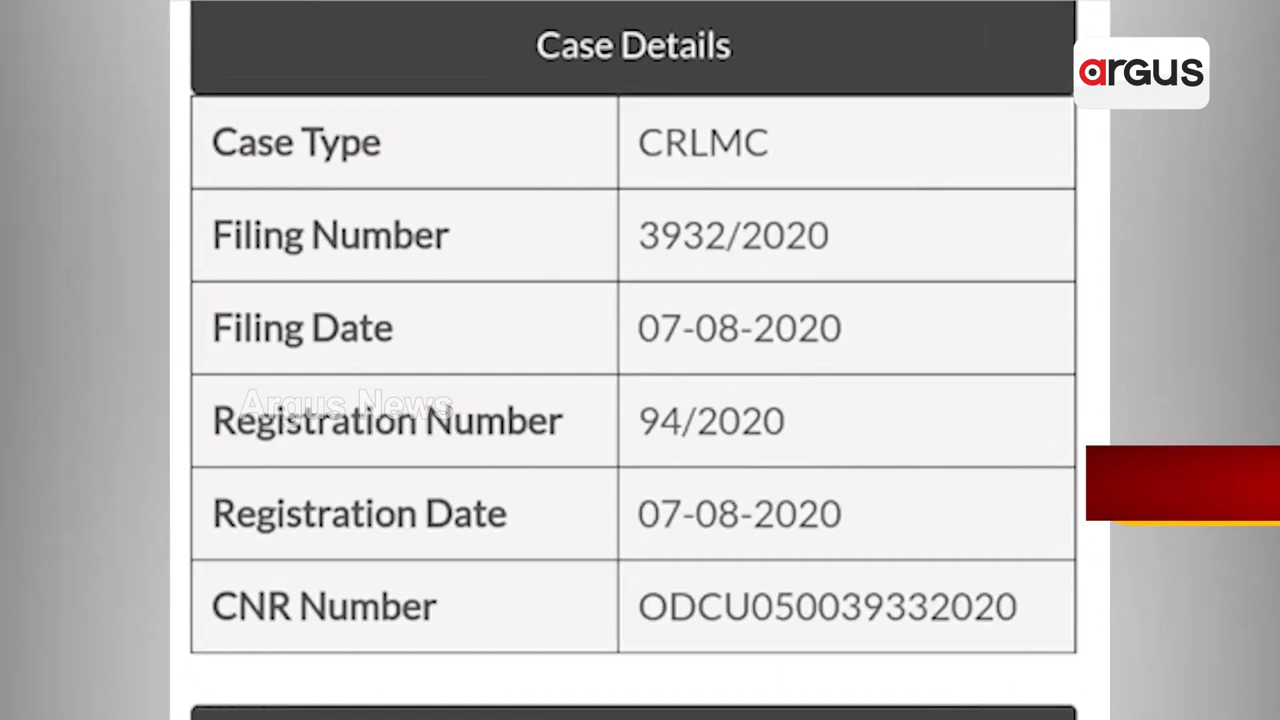 Case Details
argus
Case Type CRLMC
Filing Number 3932/2020
Filing Date 07-08-2020
Argus News
Registration Number 94/2020
Registration Date 07-08-2020
CNR Number ODCU050039332020